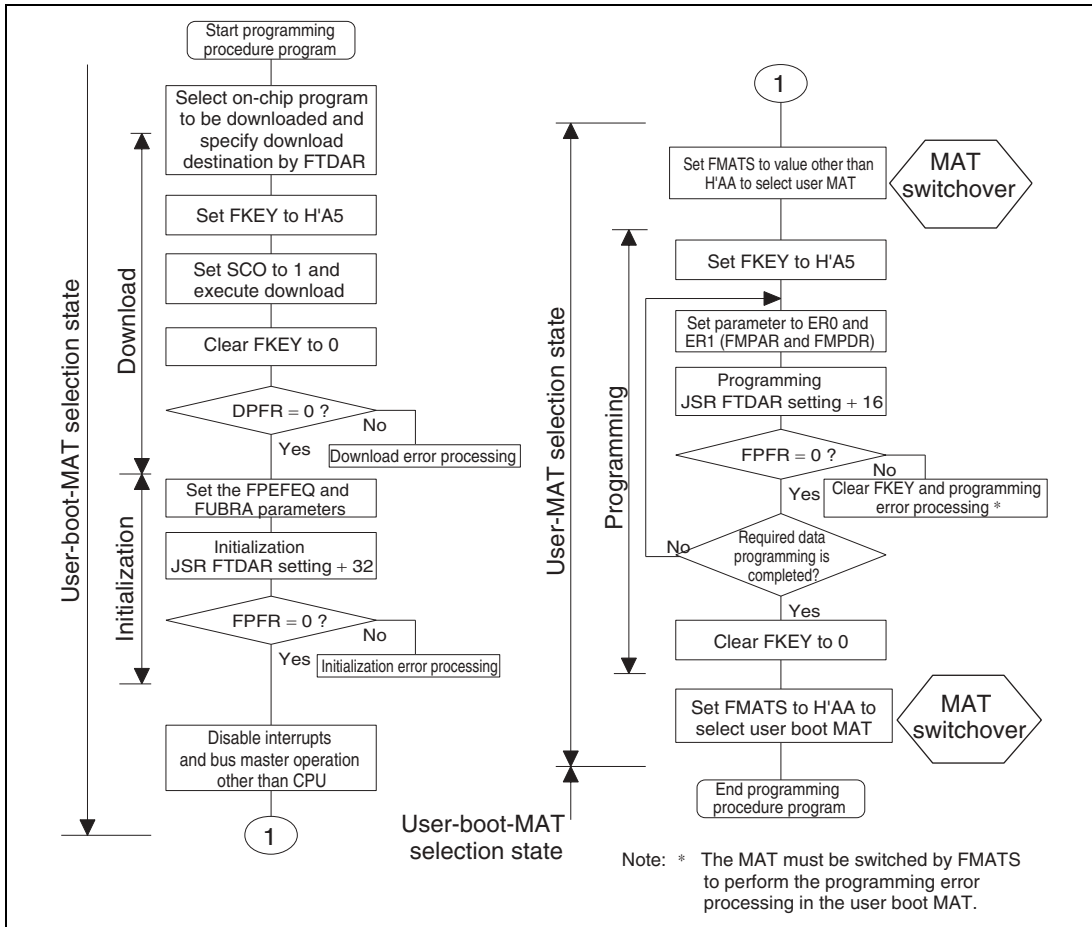 Start programming
procedure program
Select on-chip program
to be downloaded and
specify download
destination by FTDAR
Set FKEY to H'A5
Set SCO to 1 and
execute download
Clear FKEY to 0
DPFR = 0 ?
No
Yes
Download error processing
Set the FPEFEQ and
FUBRA parameters
Initialization
JSR FTDAR setting + 32
FPFR = 0 ?
No
Yes
Initialization error processing
Disable interrupts
and bus master operation
other than CPU
1
User-boot-MAT selection state
Download
Initialization
1
Set FMATS to value other than
H'AA to select user MAT
MAT
switchover
Set FKEY to H'A5
Set parameter to ER0 and
ER1 (FMPAR and FMPDR)
Programming
JSR FTDAR setting + 16
FPFR = 0 ?
No
Yes
Clear FKEY and programming
error processing *
Required data
programming is
completed?
No
Yes
Clear FKEY to 0
Set FMATS to H'AA to
select user boot MAT
MAT
switchover
End programming
procedure program
User-MAT selection state
Programming
User-boot-MAT
selection state
Note: * The MAT must be switched by FMATS
to perform the programming error
processing in the user boot MAT.